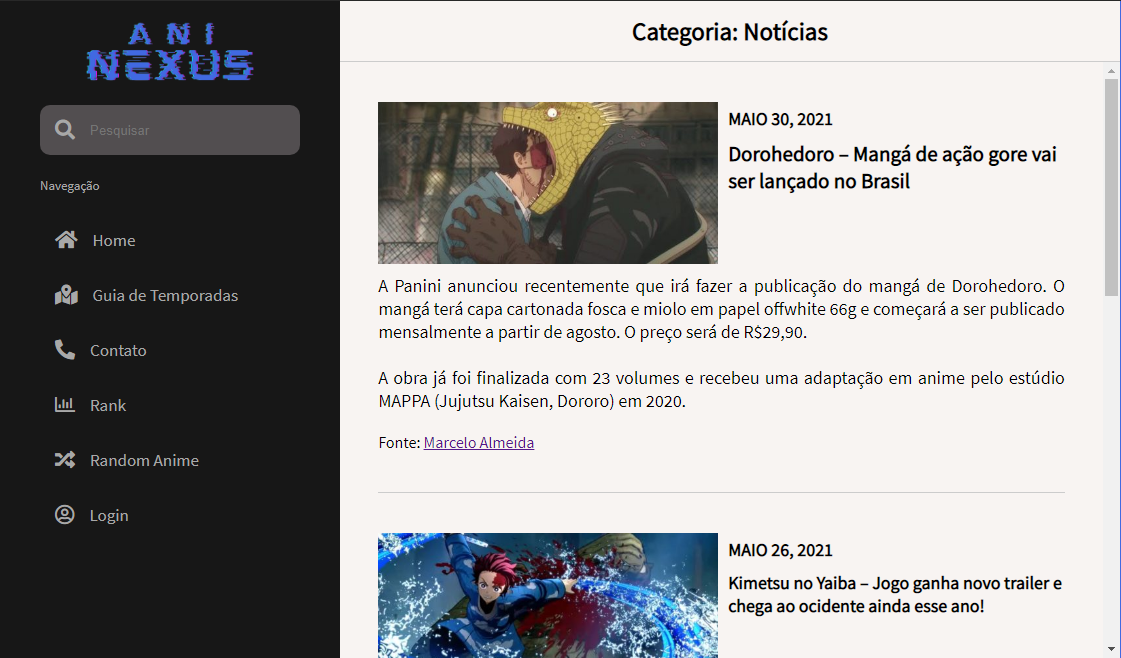 ANI
NEXUS
Pesquisar
Navegação
Home
Guia de Temporadas
Contato
Rank
Random Anime
Login
Categoria: Notícias
MAIO 30, 2021
Dorohedoro – Mangá de ação gore vai
ser lançado no Brasil
A Panini anunciou recentemente que irá fazer a publicação do mangá de Dorohedoro. O
mangá terá capa cartonada fosca e miolo em papel offwhite 66g e começará a ser publicado
mensalmente a partir de agosto. O preço será de R$29,90.
A obra já foi finalizada com 23 volumes e recebeu uma adaptação em anime pelo estúdio
MAPPA (Jujutsu Kaisen, Dororo) em 2020.
Fonte: Marcelo Almeida
MAIO 26, 2021
Kimetsu no Yaiba – Jogo ganha novo trailer e
chega ao ocidente ainda esse ano!